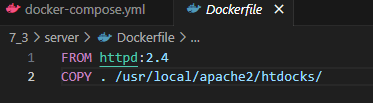 docker-compose.yml
Dockerfile
7_3 > server > Dockerfile > ...
1 FROM httpd:2.4
2 COPY . /usr/local/apache2/htdocks/